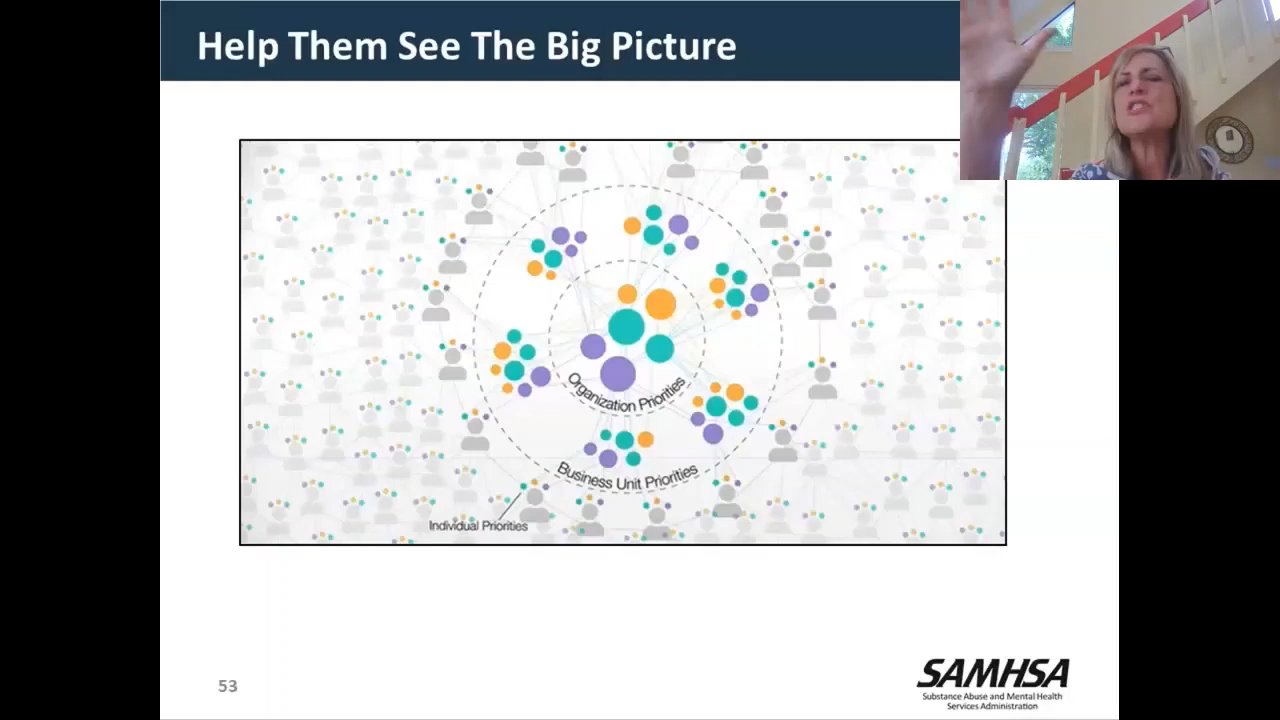 Help Them See The Big Picture
Organization Priorities
Business Unit Priorities
Individual Priorities
53
SAMHSA
Substance Abuse and Mental Health
Services Administration